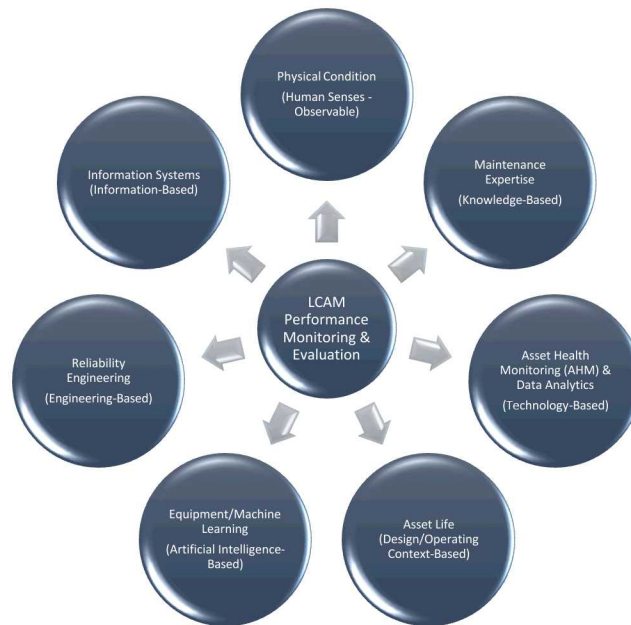 Physical Condition
(Human Senses -
Observable)
Maintenance
Expertise
(Knowledge-Based)
Asset Health
Monitoring (AHM) &
Data Analytics
(Technology-Based)
Asset Life
(Design/Operating
Context-Based)
Equipment/Machine
Learning
(Artificial Intelligence-
Based)
Reliability
Engineering
(Engineering-Based)
Information Systems
(Information-Based)
LCAM
Performance
Monitoring &
Evaluation